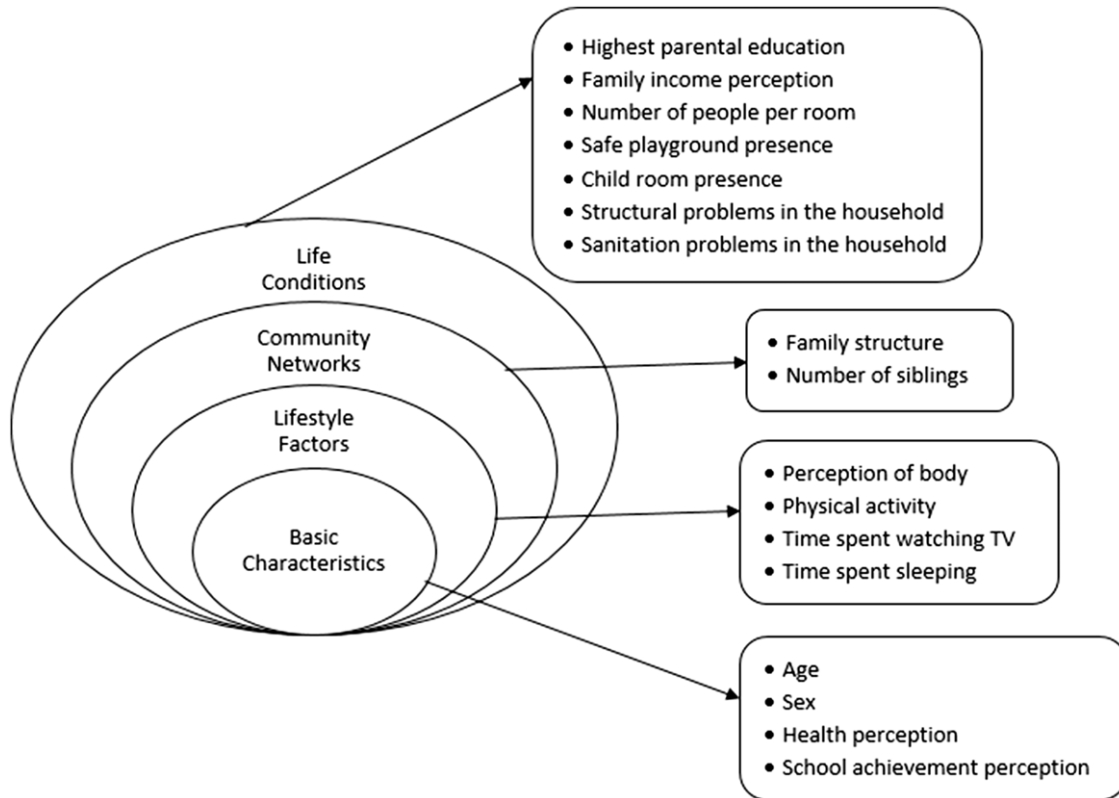 • Highest parental education
• Family income perception
• Number of people per room
• Safe playground presence
• Child room presence
• Structural problems in the household
• Sanitation problems in the household
Life
Conditions
Community
Networks
• Family structure
• Number of siblings
Lifestyle
Factors
• Perception of body
• Physical activity
• Time spent watching TV
• Time spent sleeping
Basic
Characteristics
• Age
• Sex
• Health perception
• School achievement perception